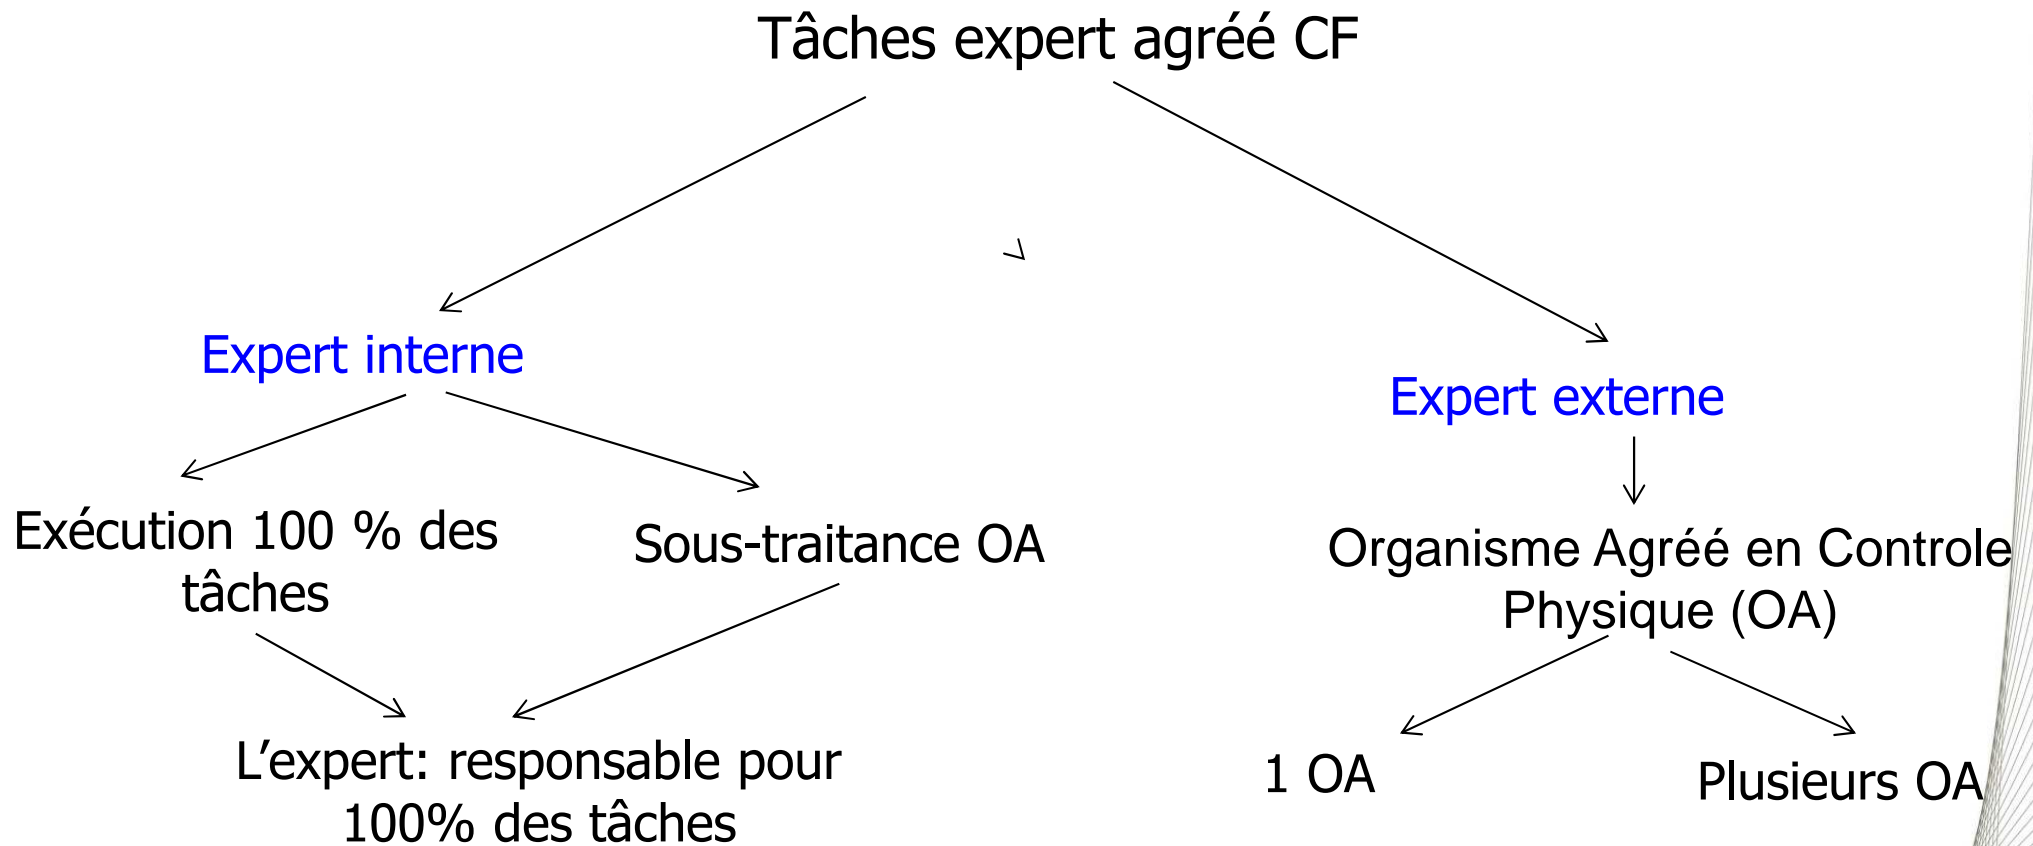 Tâches expert agréé CF
Expert interne
Expert externe
Exécution 100 % des
tâches
Sous-traitance OA
Organisme Agréé en Controle
Physique (OA)
L’expert: responsable pour
100% des tâches
1 OA
Plusieurs OA